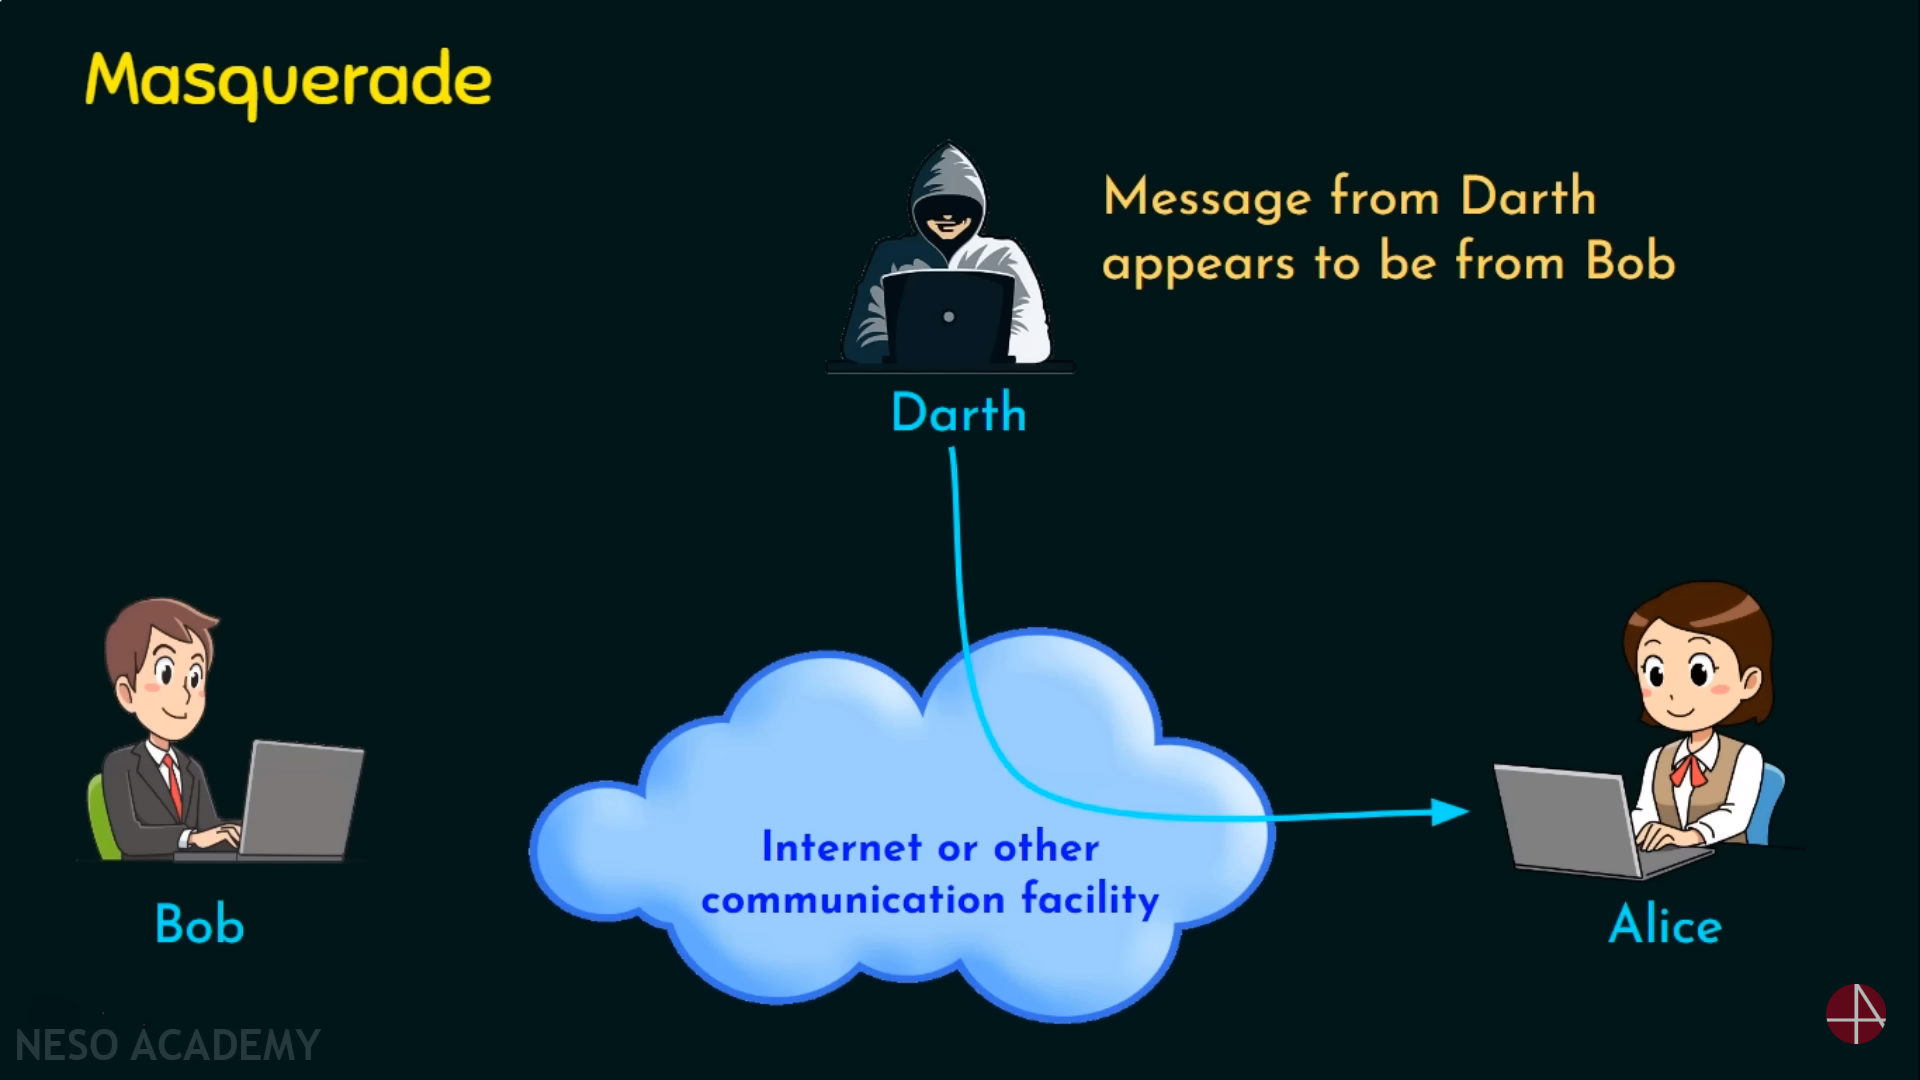 Masquerade
Message from Darth
appears to be from Bob
Darth
Internet or other
communication facility
Bob
Alice
NESO ACADEMY